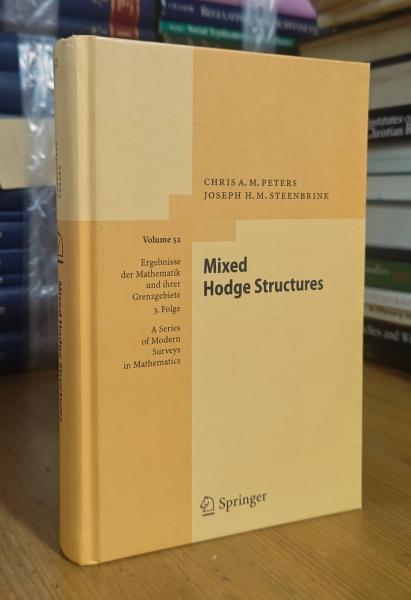 CHRIS A. M. PETERS
JOSEPH H. M. STEENBRINK
Volume 52
Ergebnisse
der Mathematik
und ihrer
Grenzgebiete
3. Folge
A Series
of Modern
Surveys
in Mathematics
Mixed
Hodge Structures
Springer
Mixed Hodge Structures